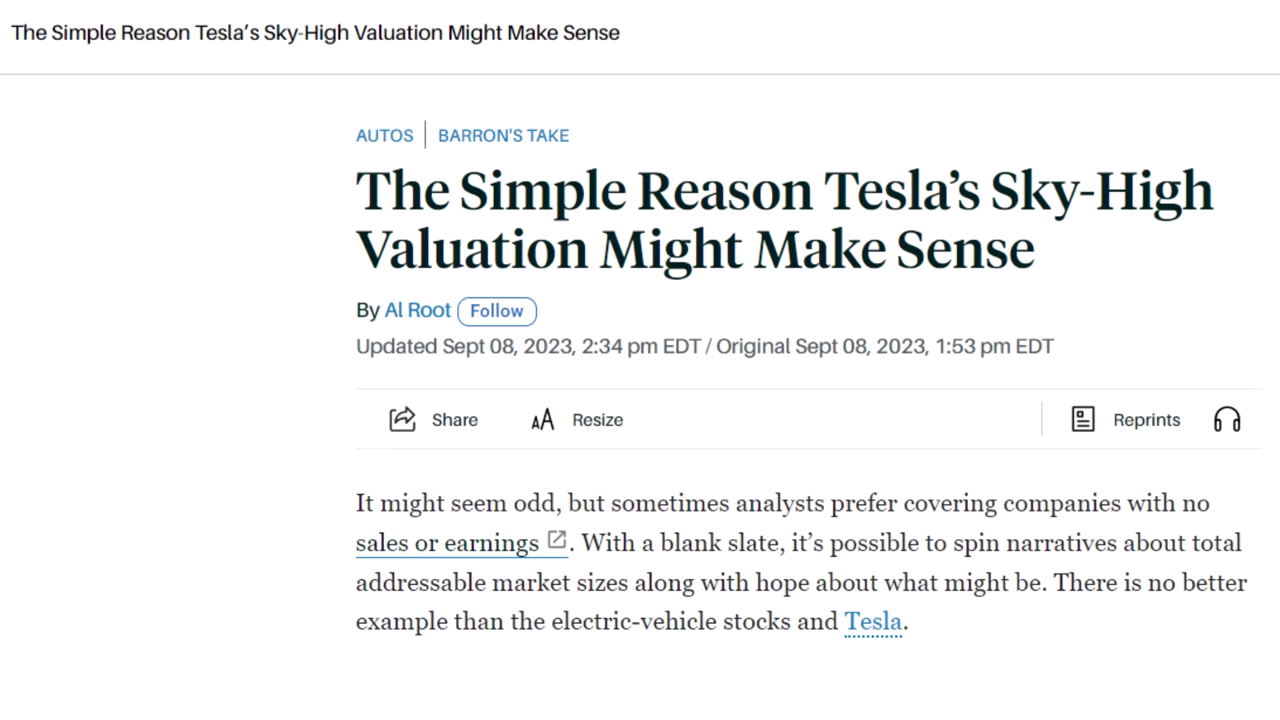 The Simple Reason Tesla’s Sky-High Valuation Might Make Sense
AUTOS | BARRON'S TAKE
The Simple Reason Tesla’s Sky-High
Valuation Might Make Sense
By Al Root Follow
Updated Sept 08, 2023, 2:34 pm EDT / Original Sept 08, 2023, 1:53 pm EDT
Share Resize Reprints
It might seem odd, but sometimes analysts prefer covering companies with no
sales or earnings. With a blank slate, it’s possible to spin narratives about total
addressable market sizes along with hope about what might be. There is no better
example than the electric-vehicle stocks and Tesla.